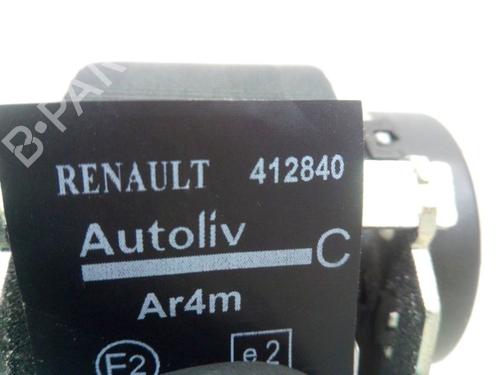 B-PAR
RENAULT 412840
Autoliv
C
Ar4m
E2 e2